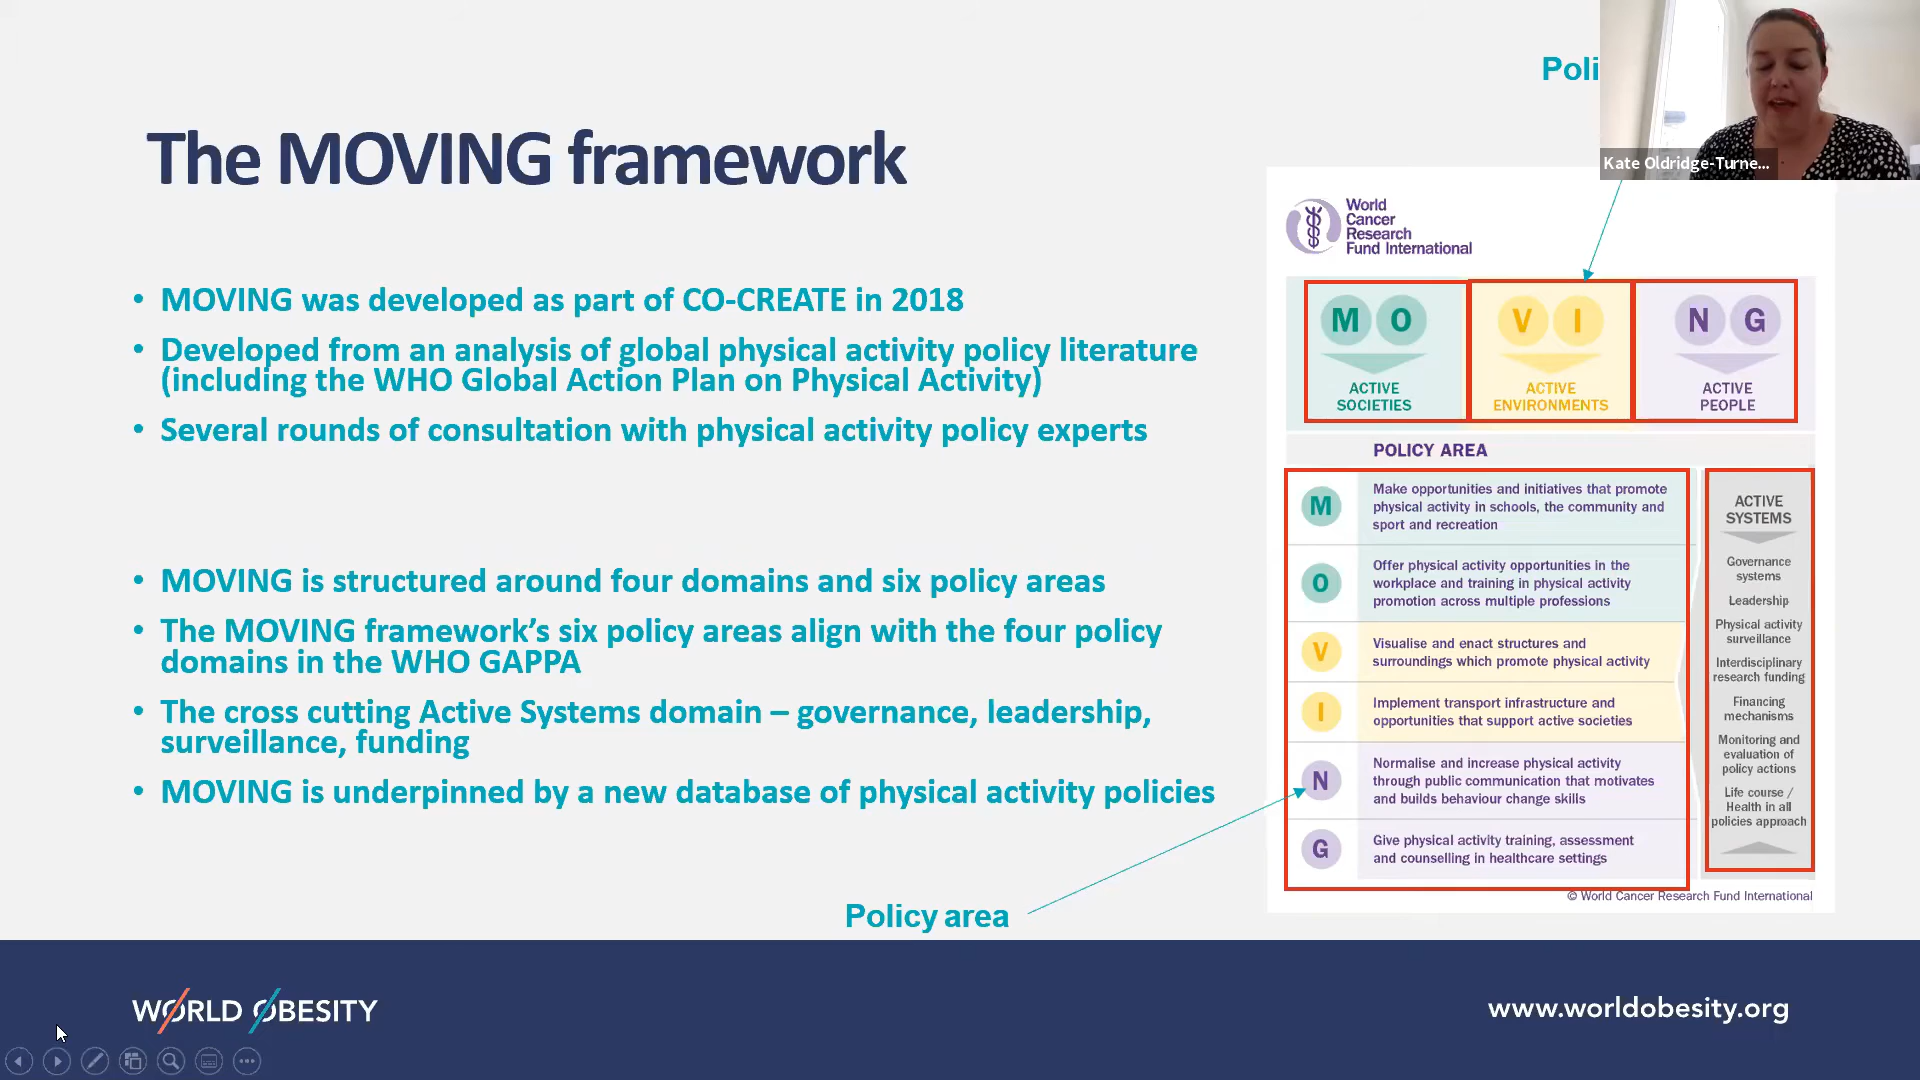 Poli
Kate Oldridge-Turne...
The MOVING framework
• MOVING was developed as part of CO-CREATE in 2018
• Developed from an analysis of global physical activity policy literature
(including the WHO Global Action Plan on Physical Activity)
• Several rounds of consultation with physical activity policy experts
• MOVING is structured around four domains and six policy areas
• The MOVING framework’s six policy areas align with the four policy
domains in the WHO GAPPA
• The cross cutting Active Systems domain – governance, leadership,
surveillance, funding
• MOVING is underpinned by a new database of physical activity policies
Policy area
World
Cancer
Research
Fund International
M O
ACTIVE
SOCIETIES
V I
ACTIVE
ENVIRONMENTS
N G
ACTIVE
PEOPLE
POLICY AREA
M
Make opportunities and initiatives that promote
physical activity in schools, the community and
sport and recreation
O
Offer physical activity opportunities in the
workplace and training in physical activity
promotion across multiple professions
V
Visualise and enact structures and
surroundings which promote physical activity
I
Implement transport infrastructure and
opportunities that support active societies
N
Normalise and increase physical activity
through public communication that motivates
and builds behaviour change skills
G
Give physical activity training, assessment
and counselling in healthcare settings
ACTIVE
SYSTEMS
Governance
systems
Leadership
Physical activity
surveillance
Interdisciplinary
research funding
Financing
mechanisms
Monitoring and
evaluation of
policy actions
Life course /
Health in all
policies approach
© World Cancer Research Fund International
WORLD OBESITY
www.worldobesity.org